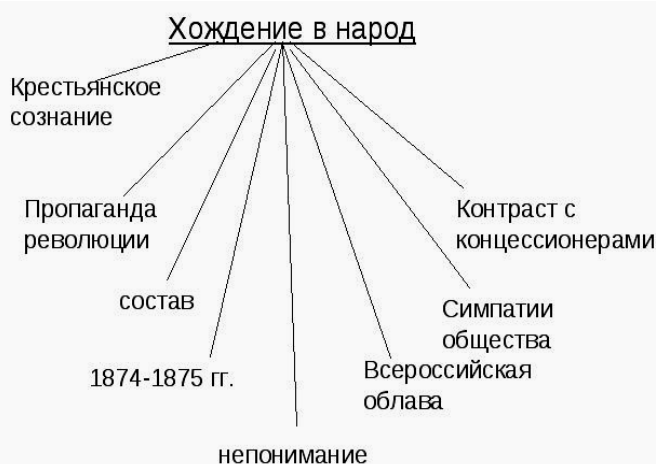 Хождение в народ
Крестьянское
сознание
Пропаганда
революции
состав
1874-1875 гг.
непонимание
Всероссийская
облава
Симпатии
общества
Контраст с
концессионерами